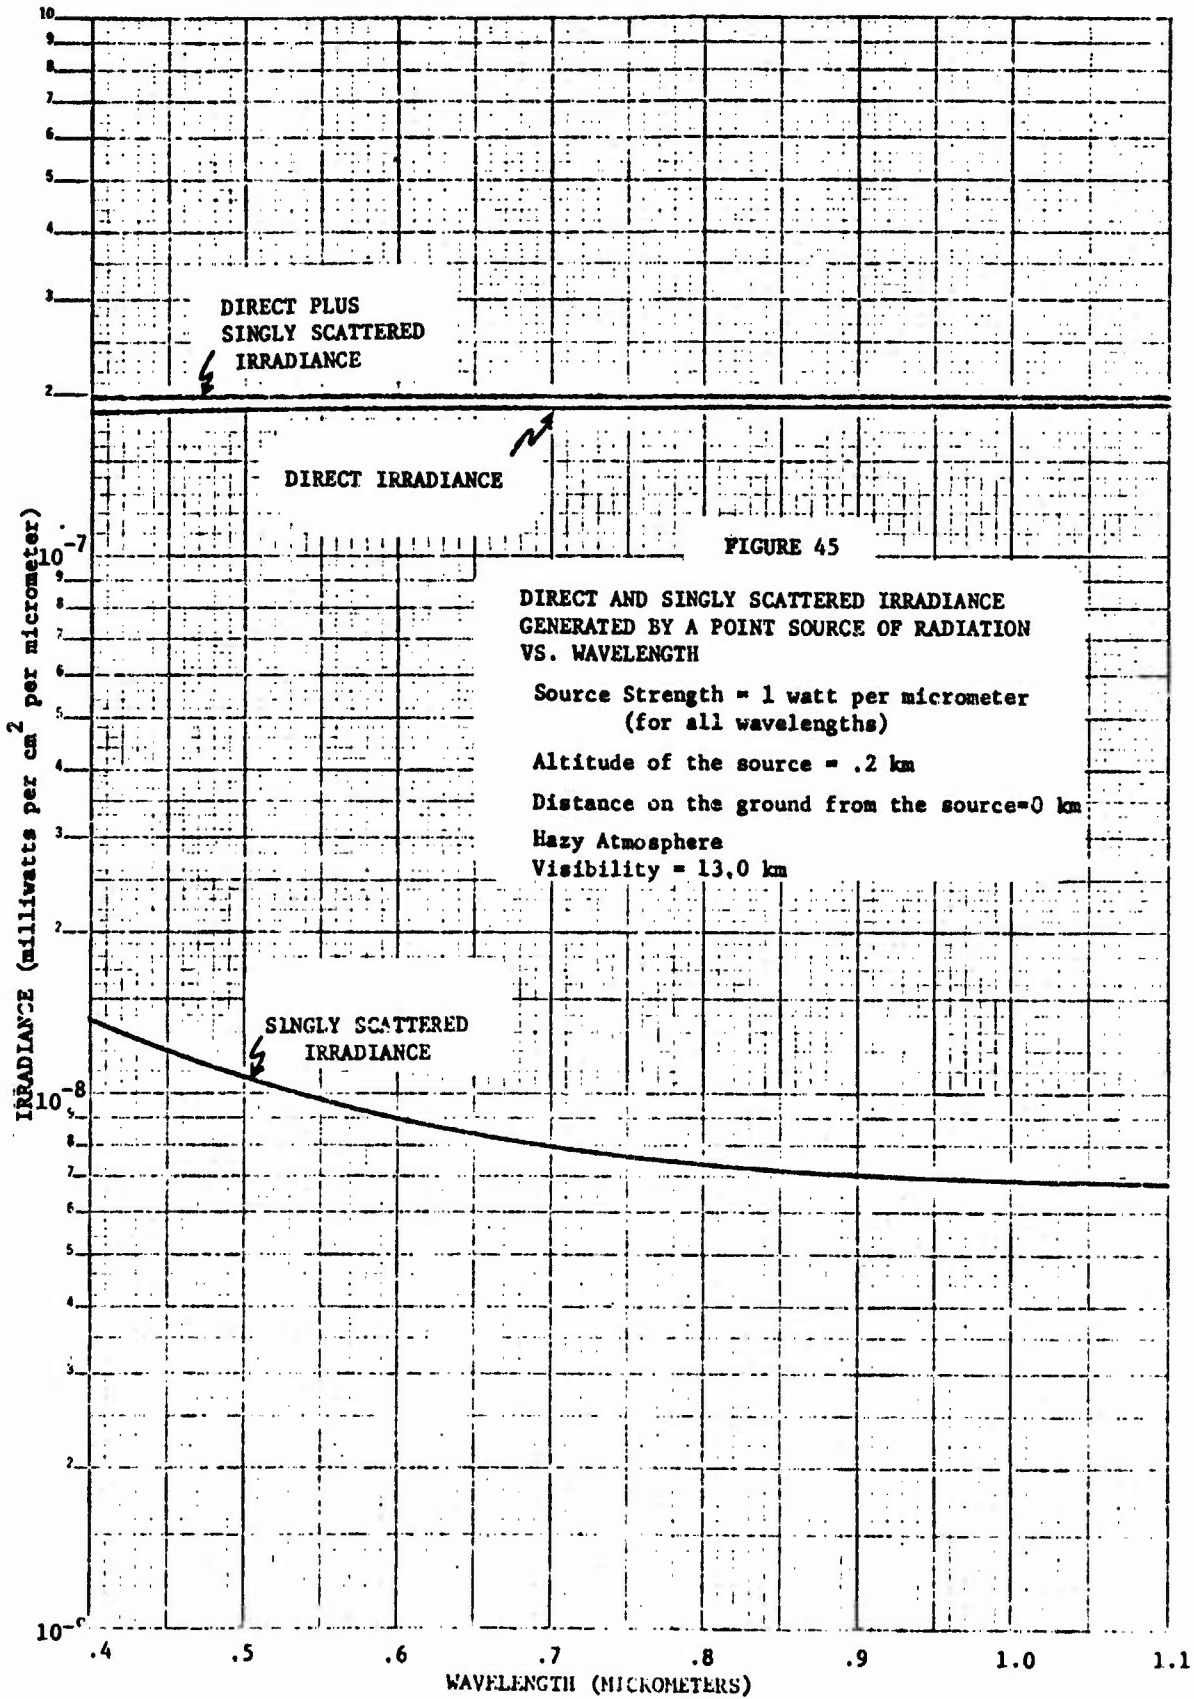 10
9
8
7
6
5
4
3
DIRECT PLUS
SINGLY SCATTERED
IRRADIANCE
2
DIRECT IRRADIANCE
10-7
FIGURE 45
9
8
7
6
5
4
3
2
DIRECT AND SINGLY SCATTERED IRRADIANCE
GENERATED BY A POINT SOURCE OF RADIATION
VS. WAVELENGTH
Source Strength = 1 watt per micrometer
(for all wavelengths)
Altitude of the source = .2 km
Distance on the ground from the source=0 km
Hazy Atmosphere
Visibility = 13.0 km
IRRADIANCE (milliwatts per cm2 per micrometer)
SINGLY SCATTERED
IRRADIANCE
10-8
9
8
7
6
5
4
3
2
.4 .5 .6 .7 .8 .9 1.0 1.1
WAVELENGTH (MICROMETERS)